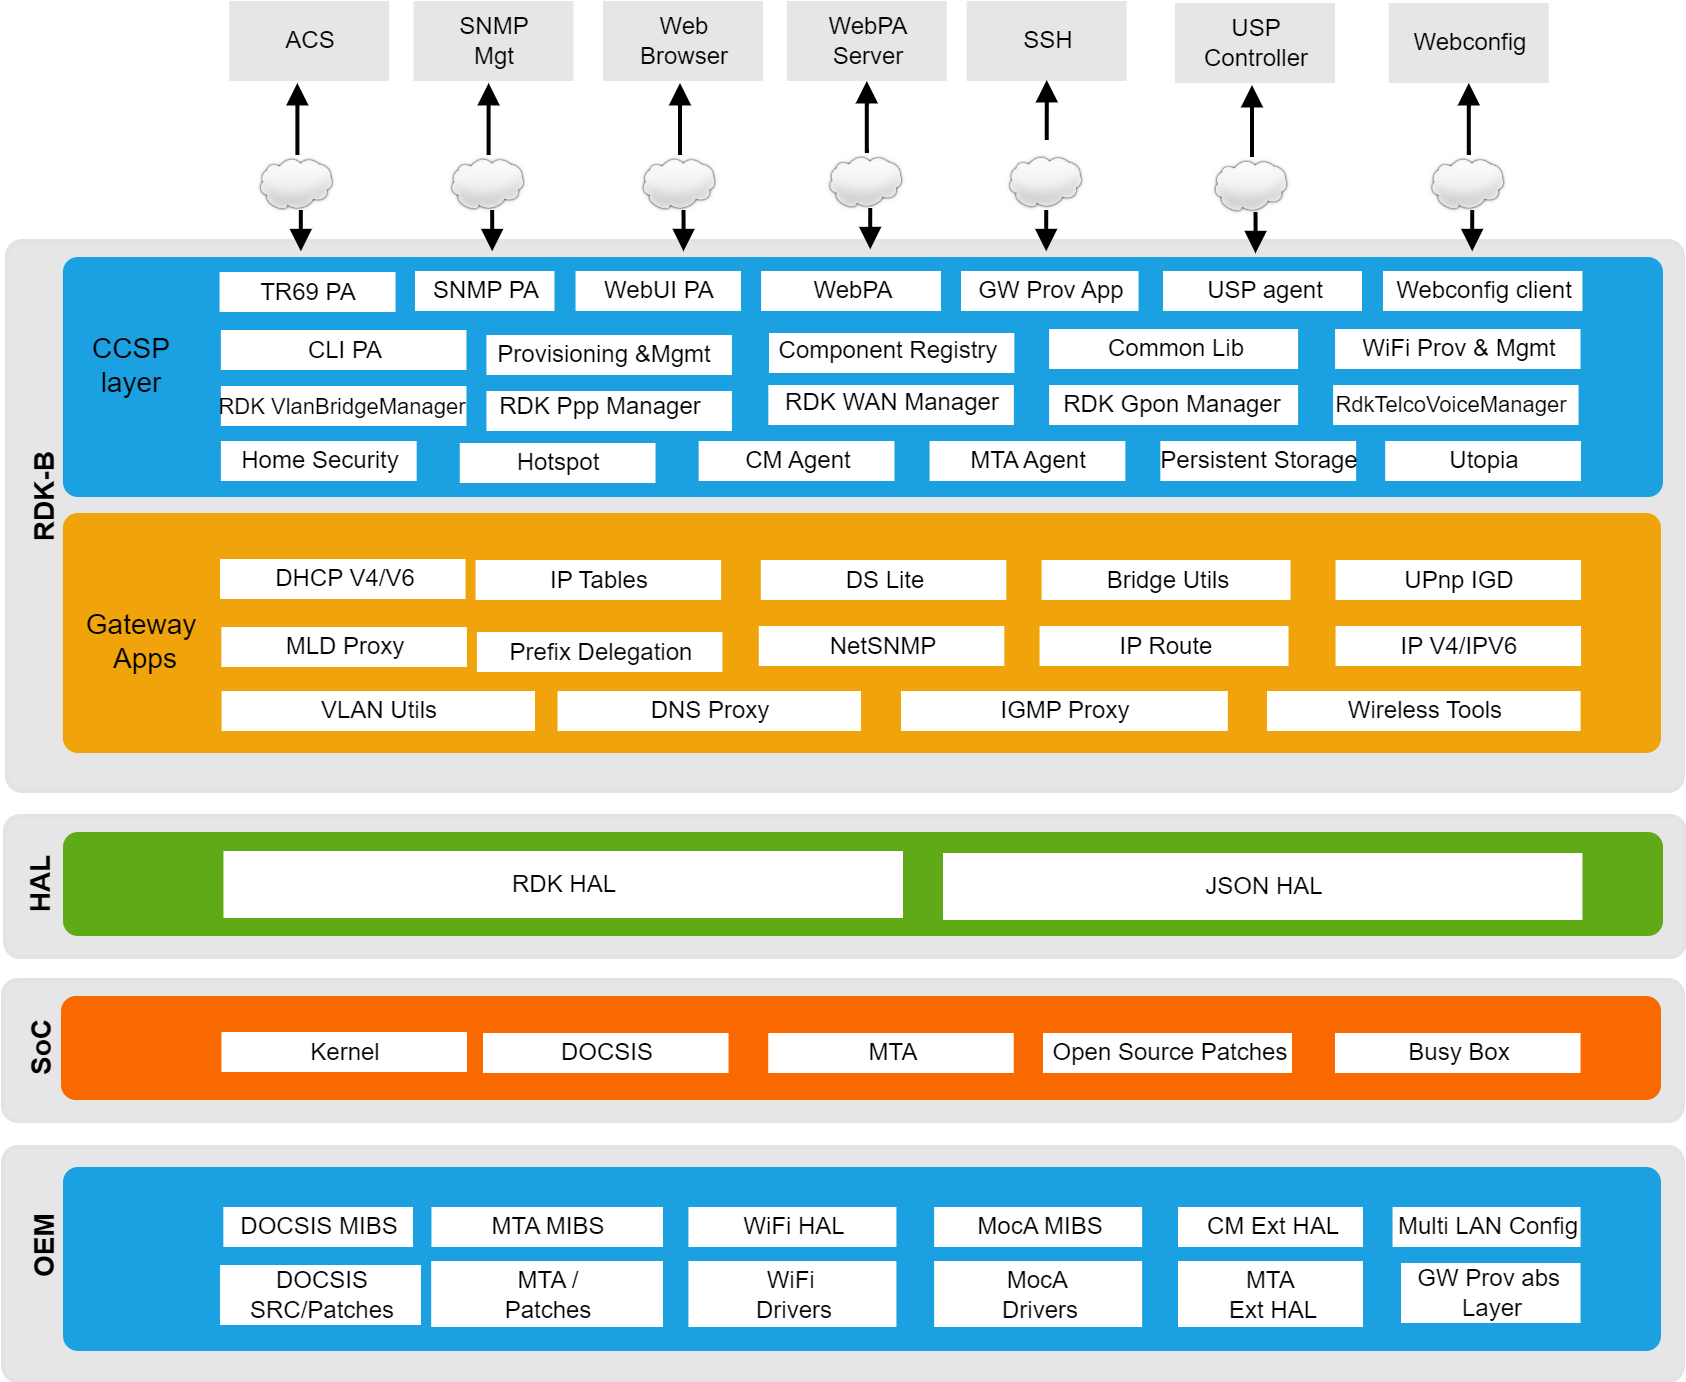 ACS
SNMP
Mgt
Web
Browser
WebPA
Server
SSH
USP
Controller
Webconfig
RDK-B
CCSP
layer
TR69 PA
SNMP PA
WebUI PA
WebPA
GW Prov App
USP agent
Webconfig client
CLI PA
Provisioning &Mgmt
Component Registry
Common Lib
WiFi Prov & Mgmt
RDK VlanBridgeManager
RDK Ppp Manager
RDK WAN Manager
RDK Gpon Manager
RdkTelcoVoiceManager
Home Security
Hotspot
CM Agent
MTA Agent
Persistent Storage
Utopia
Gateway
Apps
DHCP V4/V6
IP Tables
DS Lite
Bridge Utils
UPnp IGD
MLD Proxy
Prefix Delegation
NetSNMP
IP Route
IP V4/IPV6
VLAN Utils
DNS Proxy
IGMP Proxy
Wireless Tools
HAL
RDK HAL
JSON HAL
SoC
Kernel
DOCSIS
MTA
Open Source Patches
Busy Box
OEM
DOCSIS MIBS
MTA MIBS
WiFi HAL
MocA MIBS
CM Ext HAL
Multi LAN Config
DOCSIS
SRC/Patches
MTA /
Patches
WiFi
Drivers
MocA
Drivers
MTA
Ext HAL
GW Prov abs
Layer